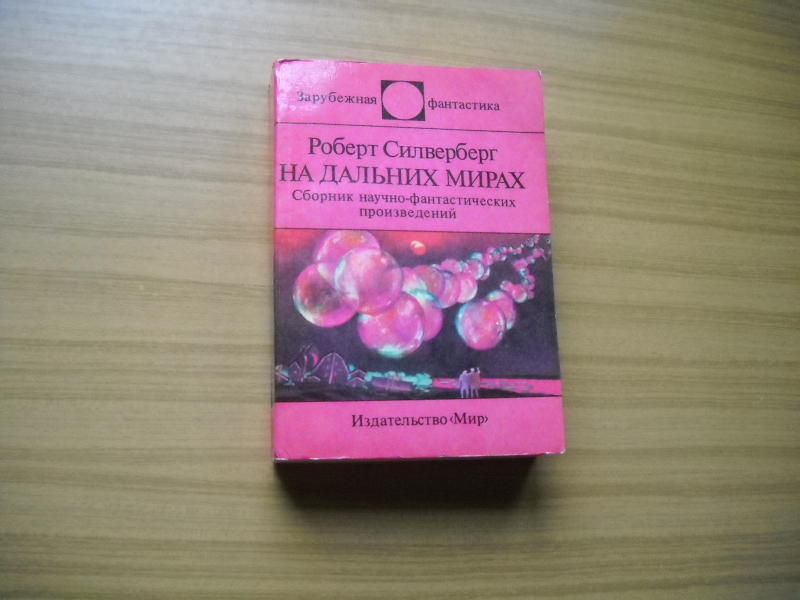 Зарубежная фантастика
Роберт Силверберг
НА ДАЛЬНИХ МИРАХ
Сборник научно-фантастических
произведений
Издательство ‹Мир›